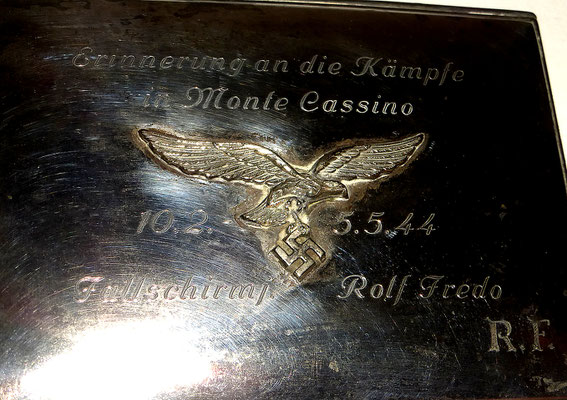 Erinnerung an die Kämpfe
in Monte Cassino
10.2. - 5.5.44
Fallschirmj. Rolf Fredo
R.F.